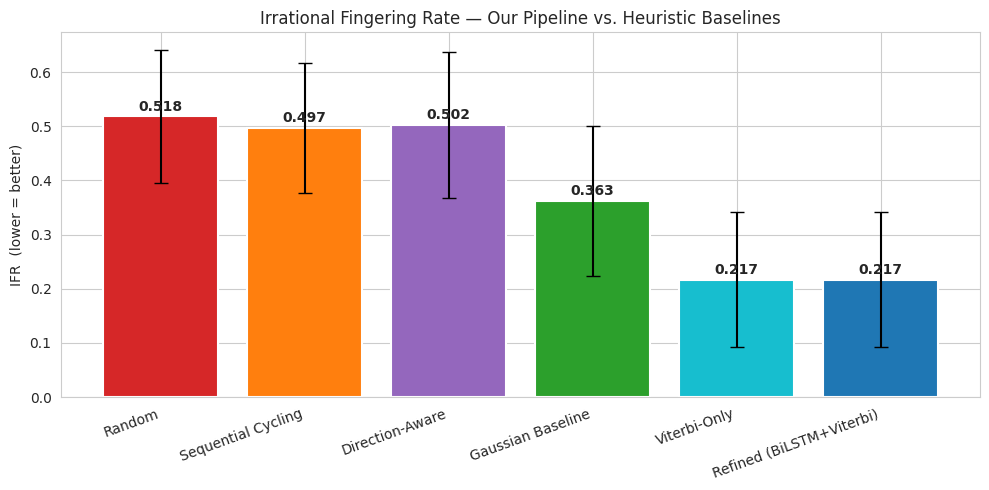 Irrational Fingering Rate — Our Pipeline vs. Heuristic Baselines
IFR (lower = better)
0.6
0.5
0.4
0.3
0.2
0.1
0.0
0.518
0.497
0.502
0.363
0.217
0.217
Random
Sequential Cycling
Direction-Aware
Gaussian Baseline
Viterbi-Only
Refined (BiLSTM+Viterbi)